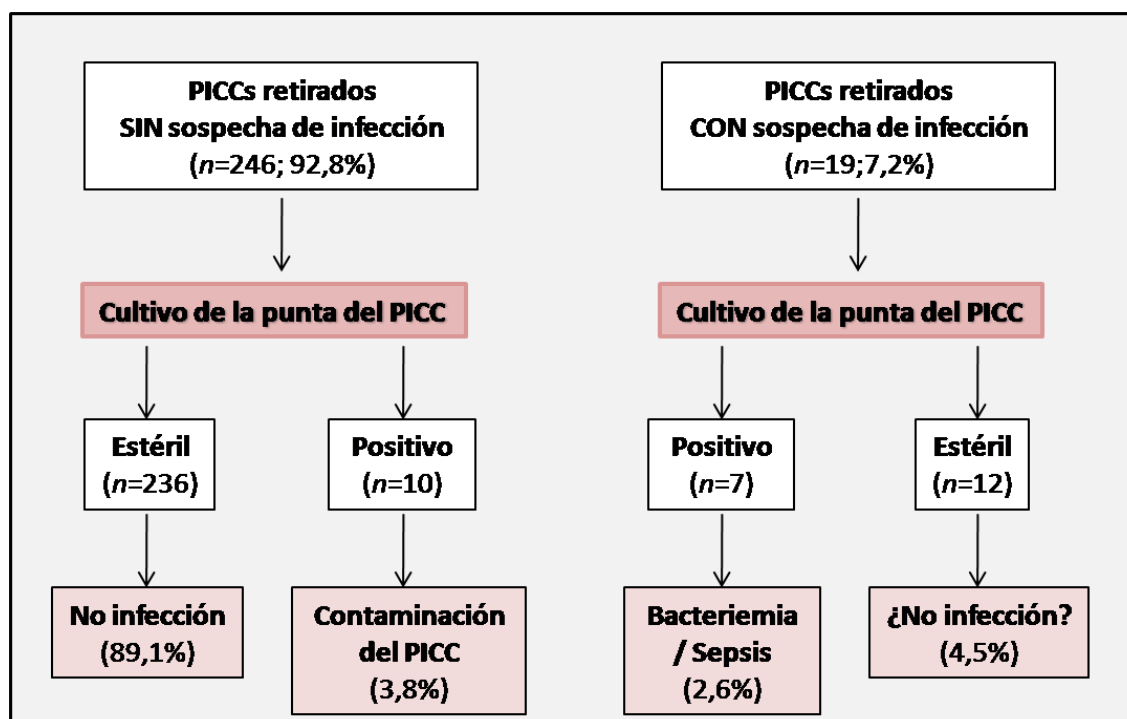 PICCs retirados
SIN sospecha de infección
(n=246; 92,8%)
PICCs retirados
CON sospecha de infección
(n=19;7,2%)
Cultivo de la punta del PICC
Cultivo de la punta del PICC
Estéril
(n=236)
Positivo
(n=10)
Positivo
(n=7)
Estéril
(n=12)
No infección
(89,1%)
Contaminación
del PICC
(3,8%)
Bacteriemia
/ Sepsis
(2,6%)
¿No infección?
(4,5%)